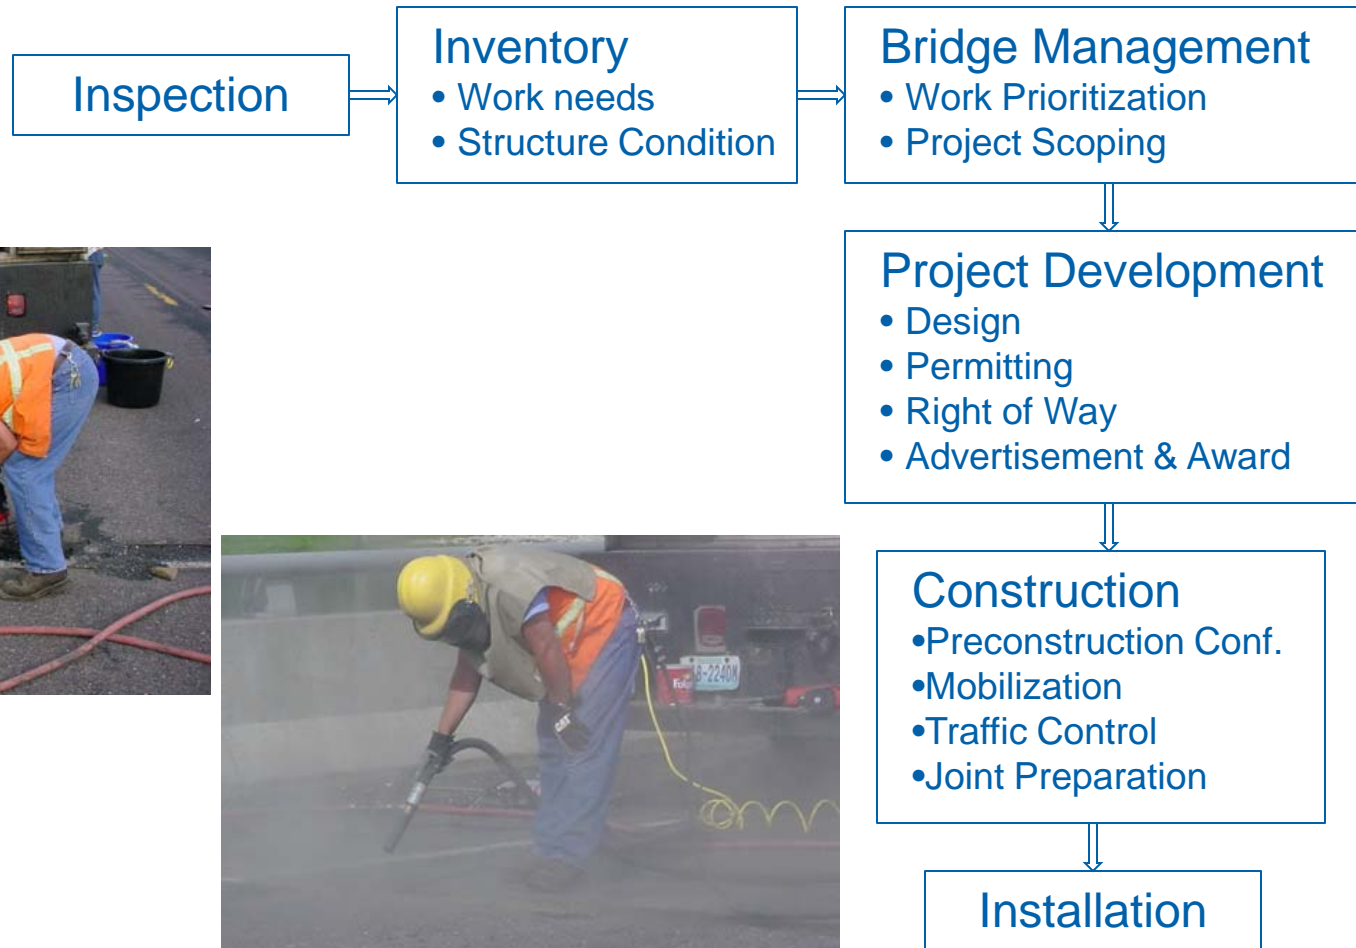 Inspection
Inventory
• Work needs
• Structure Condition
Bridge Management
• Work Prioritization
• Project Scoping
Project Development
• Design
• Permitting
• Right of Way
• Advertisement & Award
Construction
•Preconstruction Conf.
•Mobilization
•Traffic Control
•Joint Preparation
Installation
CAT